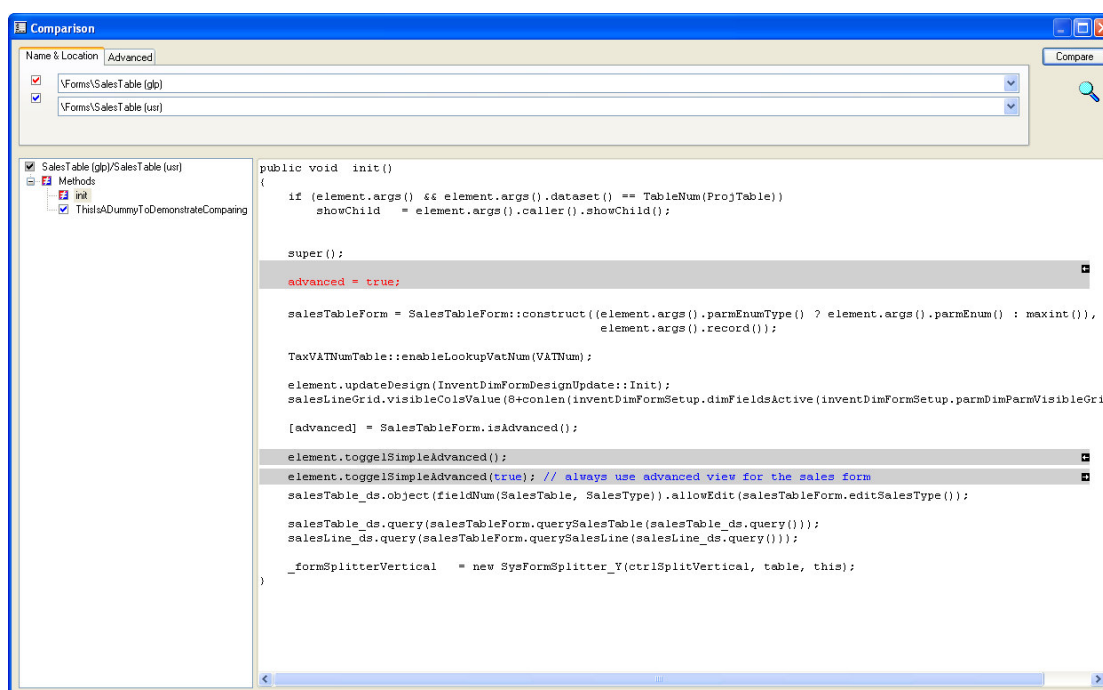 Comparison
Name & Location Advanced
Compare
\Forms\SalesTable (glp)
\Forms\SalesTable (usr)
SalesTable (glp)/SalesTable (usr)
Methods
init
ThisIsADummyToDemonstrateComparing
public void init()
{
if (element.args() && element.args().dataset() == TableNum(ProjTable))
showChild = element.args().caller().showChild();
super();
advanced = true;
salesTableForm = SalesTableForm::construct((element.args().parmEnumType() ? element.args().parmEnum() : maxint()),
element.args().record());
TaxVATNumTable::enableLookupVatNum(VATNum);
element.updateDesign(InventDimFormDesignUpdate::Init);
salesLineGrid.visibleColsValue(8+conlen(inventDimFormSetup.dimFieldsActive(inventDimFormSetup.parmDimParmVisibleGri
[advanced] = SalesTableForm.isAdvanced();
element.toggelSimpleAdvanced();
element.toggelSimpleAdvanced(true); // always use advanced view for the sales form
salesTable_ds.object(fieldNum(SalesTable, SalesType)).allowEdit(salesTableForm.editSalesType());
salesTable_ds.query(salesTableForm.querySalesTable(salesTable_ds.query()));
salesLine_ds.query(salesTableForm.querySalesLine(salesLine_ds.query()));
_formSplitterVertical = new SysFormSplitter_Y(ctrlSplitVertical, table, this);
}